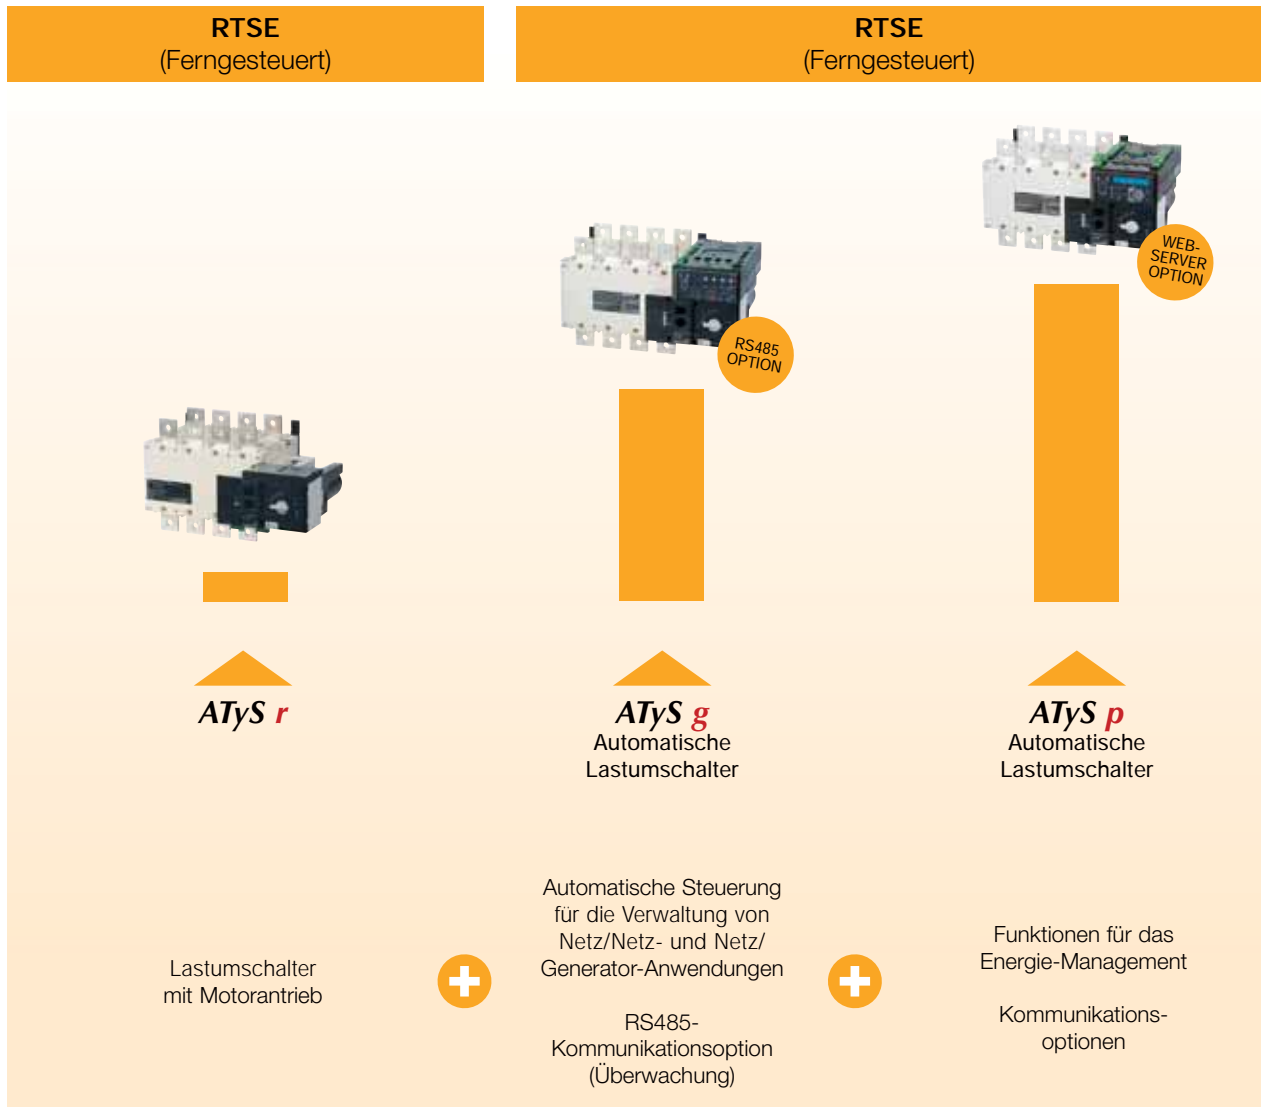 RTSE
(Ferngesteuert)
RTSE
(Ferngesteuert)
WEB-
SERVER
OPTION
RS485
OPTION
ATyS r
ATyS g
Automatische
Lastumschalter
ATyS p
Automatische
Lastumschalter
Lastumschalter
mit Motorantrieb
Automatische Steuerung
für die Verwaltung von
Netz/Netz- und Netz/
Generator-Anwendungen
RS485-
Kommunikationsoption
(Überwachung)
Funktionen für das
Energie-Management
Kommunikations-
optionen